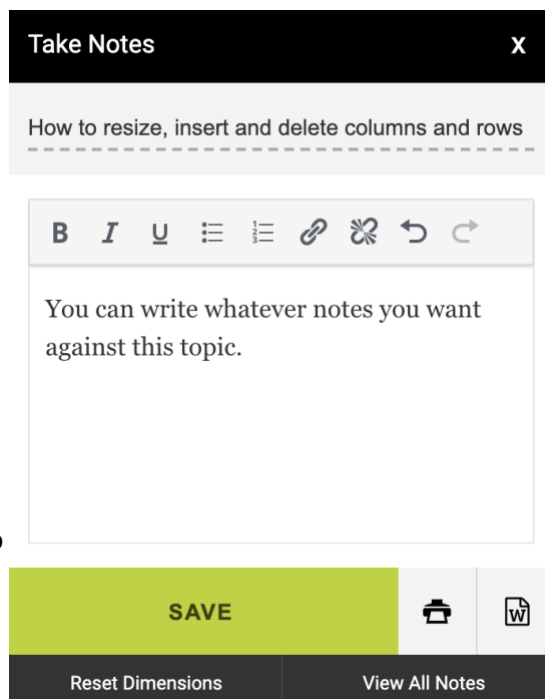 Take Notes X
How to resize, insert and delete columns and rows
B I U
You can write whatever notes you want
against this topic.
SAVE W
Reset Dimensions View All Notes